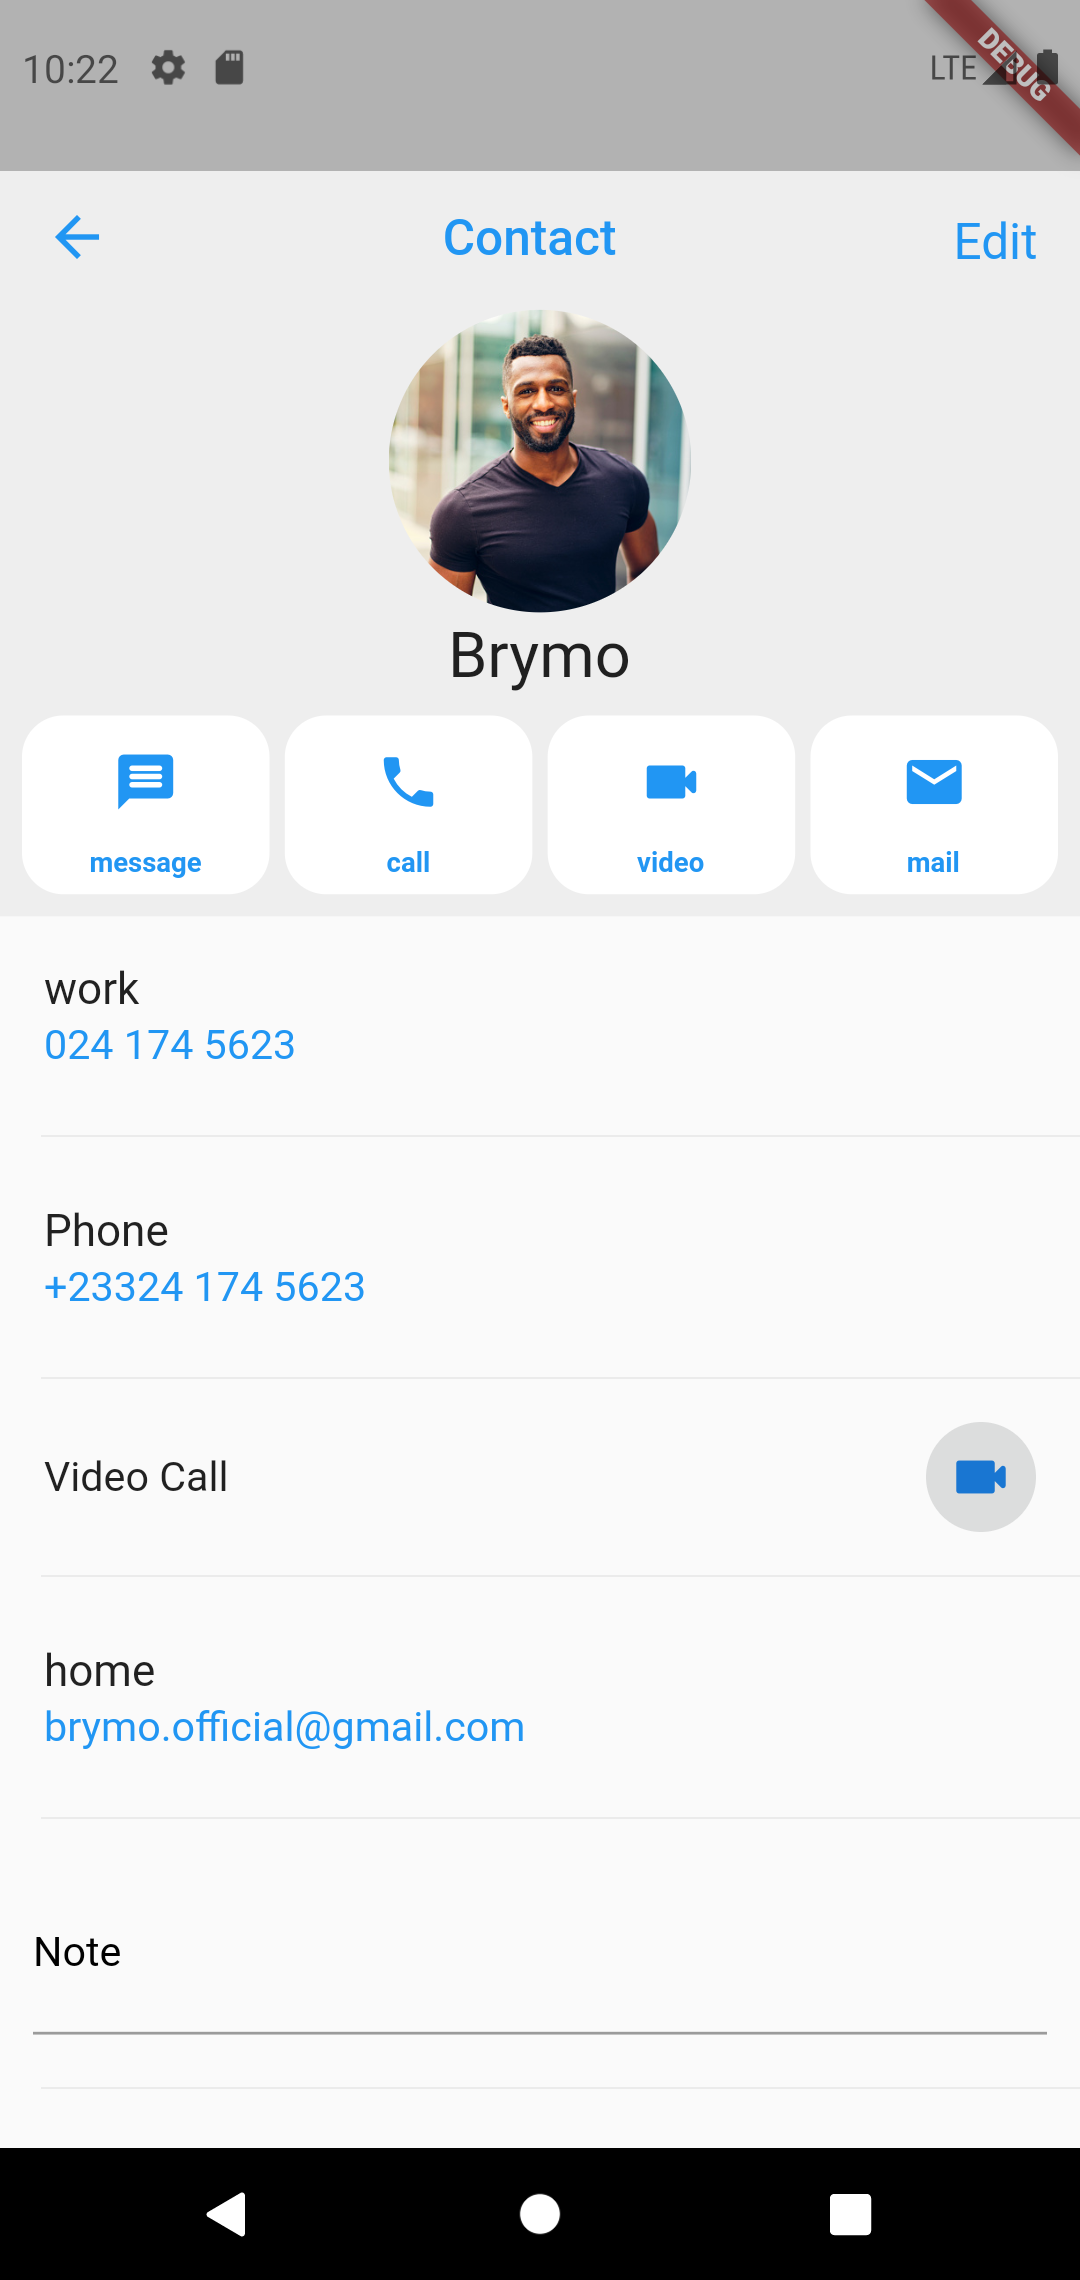 10:22
LTE
DEBUG
Contact
Edit
Brymo
message
call
video
mail
work
024 174 5623
Phone
+23324 174 5623
Video Call
home
brymo.official@gmail.com
Note